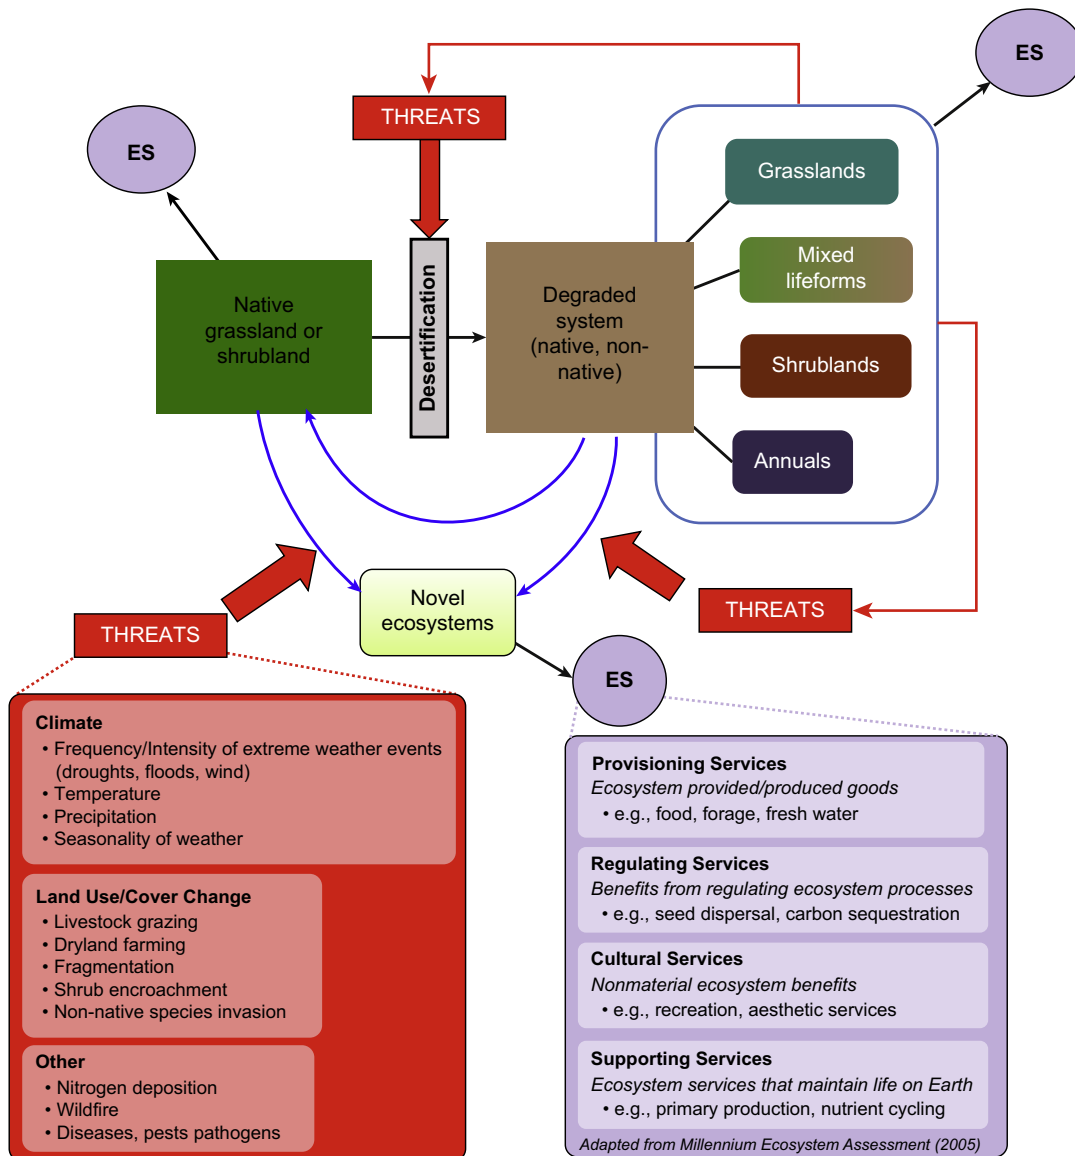 ES
ES
THREATS
Grasslands
Mixed
lifeforms
Shrublands
Annuals
Native
grassland or
shrubland
Desertification
Degraded
system
(native, non-
native)
Novel
ecosystems
THREATS
THREATS
ES
Climate
• Frequency/Intensity of extreme weather events
(droughts, floods, wind)
• Temperature
• Precipitation
• Seasonality of weather
Land Use/Cover Change
• Livestock grazing
• Dryland farming
• Fragmentation
• Shrub encroachment
• Non-native species invasion
Other
• Nitrogen deposition
• Wildfire
• Diseases, pests pathogens
Provisioning Services
Ecosystem provided/produced goods
• e.g., food, forage, fresh water
Regulating Services
Benefits from regulating ecosystem processes
• e.g., seed dispersal, carbon sequestration
Cultural Services
Nonmaterial ecosystem benefits
• e.g., recreation, aesthetic services
Supporting Services
Ecosystem services that maintain life on Earth
• e.g., primary production, nutrient cycling
Adapted from Millennium Ecosystem Assessment (2005)